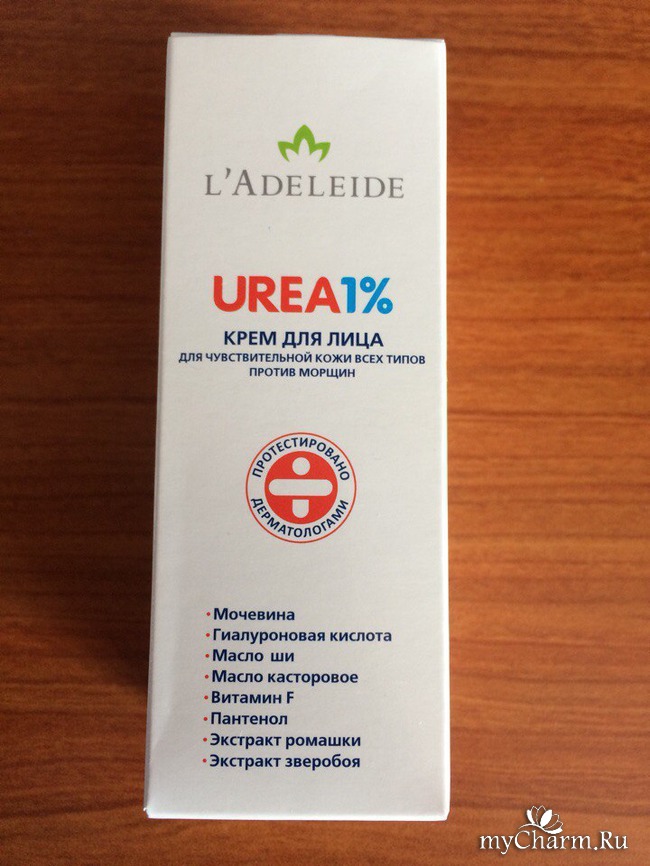 L'ADELEIDE
UREA1%
КРЕМ ДЛЯ ЛИЦА
ДЛЯ ЧУВСТВИТЕЛЬНОЙ КОЖИ ВСЕХ ТИПОВ
ПРОТИВ МОРЩИН
ПРОТЕСТИРОВАНО
ДЕРМАТОЛОГАМИ
•Мочевина
•Гиалуроновая кислота
•Масло ши
•Масло касторовое
•Витамин F
•Пантенол
•Экстракт ромашки
•Экстракт зверобоя
myCharm.Ru